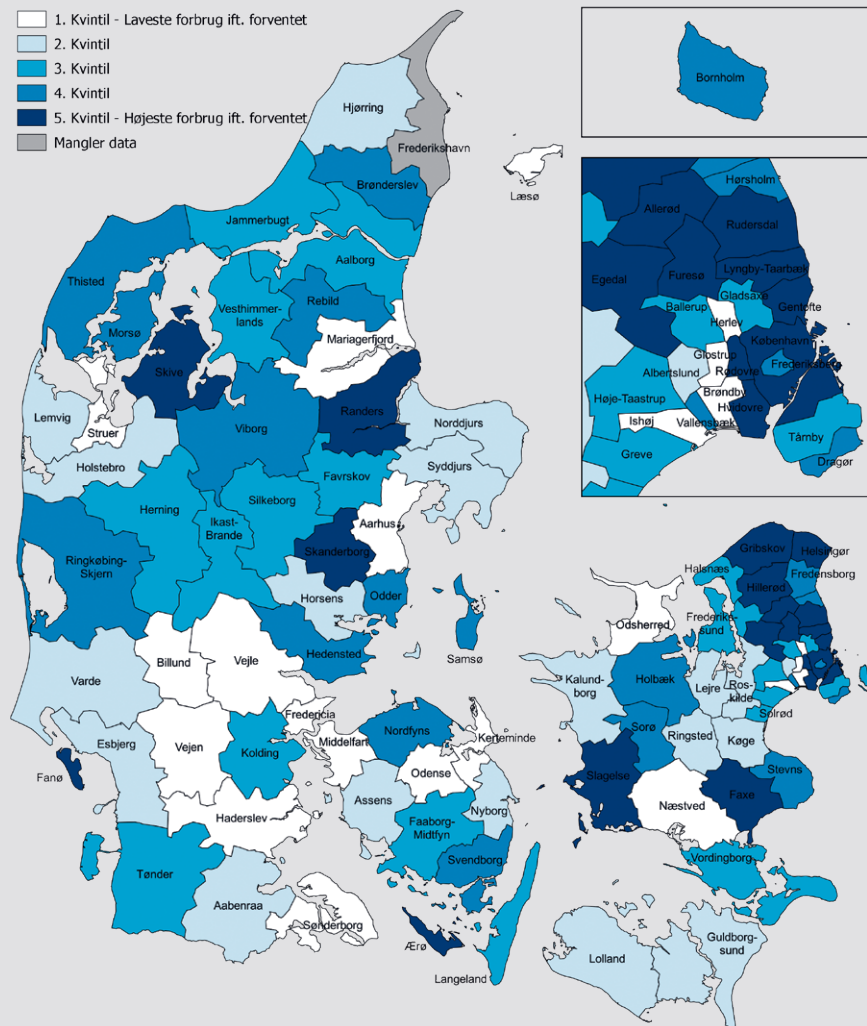 1. Kvintil - Laveste forbrug ift. forventet
2. Kvintil
3. Kvintil
4. Kvintil
5. Kvintil - Højeste forbrug ift. forventet
Mangler data
Hjørring
Frederikshavn
Læsø
Brønderslev
Jammerbugt
Aalborg
Thisted
Vesthimmer-
lands
Rebild
Morsø
Mariagerfjord
Skive
Lemvig
Struer
Randers
Norddjurs
Viborg
Holstebro
Syddjurs
Favrskov
Silkeborg
Herning
Ikast-
Brande
Aarhus
Skanderborg
Ringkøbing-
Skjern
Horsens
Odder
Samsø
Hedensted
Billund
Vejle
Varde
Fredericia
Esbjerg
Vejen
Kolding
Middelfart
Nordfyns
Kerteminde
Fanø
Odense
Assens
Nyborg
Haderslev
Faaborg-
Midtfyn
Svendborg
Tønder
Aabenraa
Sønderborg
Ærø
Langeland
Bornholm
Hørsholm
Allerød
Rudersdal
Egedal
Furesø
Lyngby-Taarbæk
Gladsaxe
Ballerup
Gentofte
Herlev
København
Glostrup
Frederiksberg
Albertslund
Rødovre
Høje-Taastrup
Brøndby
Hvidovre
Ishøj
Vallensbæk
Greve
Tårnby
Dragør
Gribskov
Helsingør
Halsnæs
Fredensborg
Hillerød
Odsherred
Frederiks-
sund
Kalund-
borg
Holbæk
Lejre
Ros-
kilde
Solrød
Sorø
Ringsted
Køge
Slagelse
Stevns
Næstved
Faxe
Vordingborg
Guldborg-
sund
Lolland